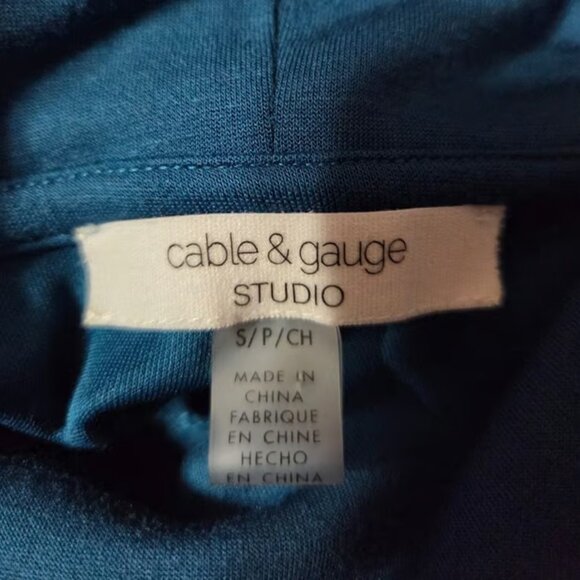 cable & gauge
STUDIO
S/P/CH
MADE IN
CHINA
FABRIQUE
EN CHINE
HECHO
EN CHINA